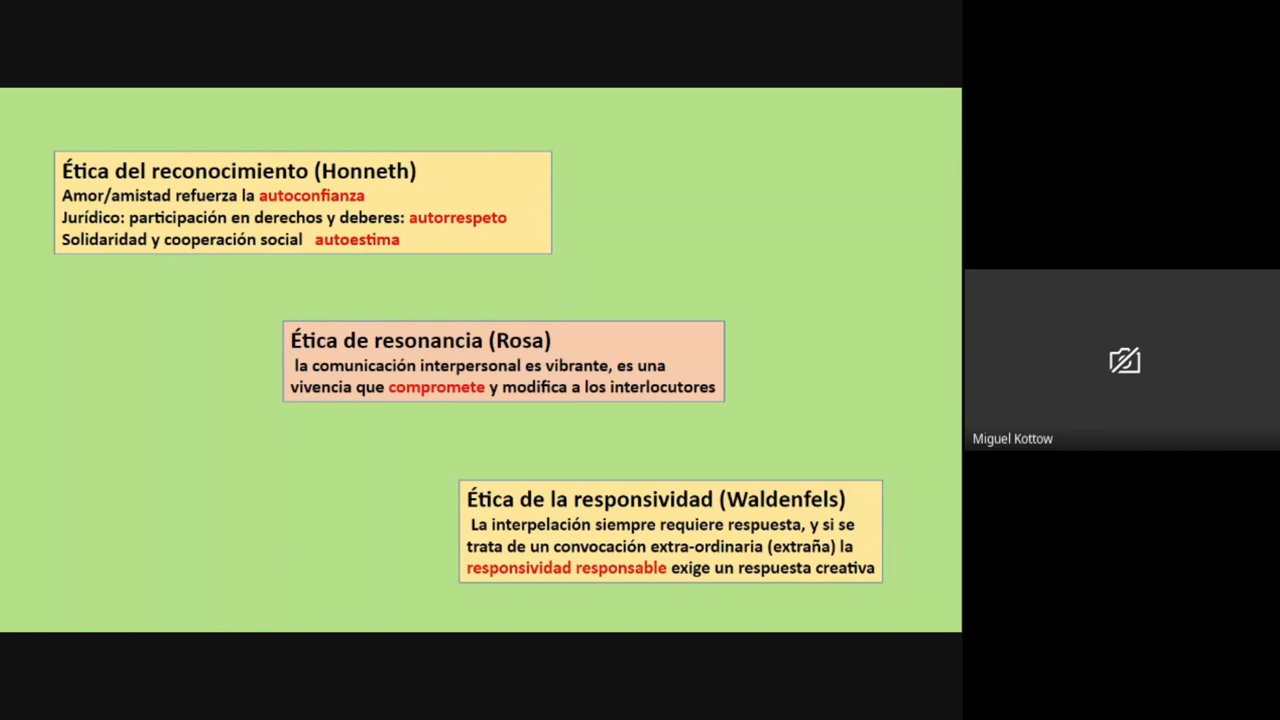 Ética del reconocimiento (Honneth)
Amor/amistad refuerza la autoconfianza
Jurídico: participación en derechos y deberes: autorrespeto
Solidaridad y cooperación social autoestima
Ética de resonancia (Rosa)
la comunicación interpersonal es vibrante, es una
vivencia que compromete y modifica a los interlocutores
Ética de la responsividad (Waldenfels)
La interpelación siempre requiere respuesta, y si se
trata de un convocación extra-ordinaria (extraña) la
responsividad responsable exige un respuesta creativa
Miguel Kottow